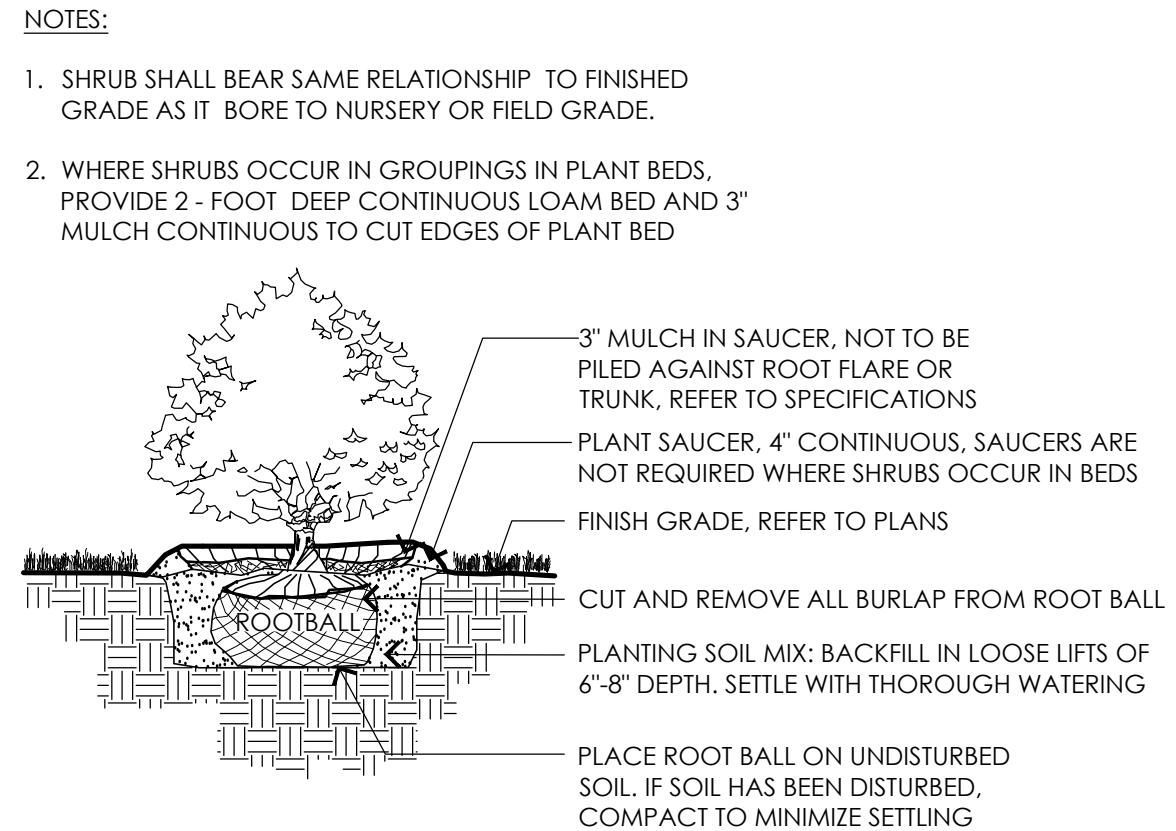 NOTES:
1. SHRUB SHALL BEAR SAME RELATIONSHIP TO FINISHED
GRADE AS IT BORE TO NURSERY OR FIELD GRADE.
2. WHERE SHRUBS OCCUR IN GROUPINGS IN PLANT BEDS,
PROVIDE 2 - FOOT DEEP CONTINUOUS LOAM BED AND 3"
MULCH CONTINUOUS TO CUT EDGES OF PLANT BED
3" MULCH IN SAUCER, NOT TO BE
PILED AGAINST ROOT FLARE OR
TRUNK, REFER TO SPECIFICATIONS
PLANT SAUCER, 4" CONTINUOUS, SAUCERS ARE
NOT REQUIRED WHERE SHRUBS OCCUR IN BEDS
FINISH GRADE, REFER TO PLANS
CUT AND REMOVE ALL BURLAP FROM ROOT BALL
ROOTBALL
PLANTING SOIL MIX: BACKFILL IN LOOSE LIFTS OF
6"-8" DEPTH. SETTLE WITH THOROUGH WATERING
PLACE ROOT BALL ON UNDISTURBED
SOIL. IF SOIL HAS BEEN DISTURBED,
COMPACT TO MINIMIZE SETTLING